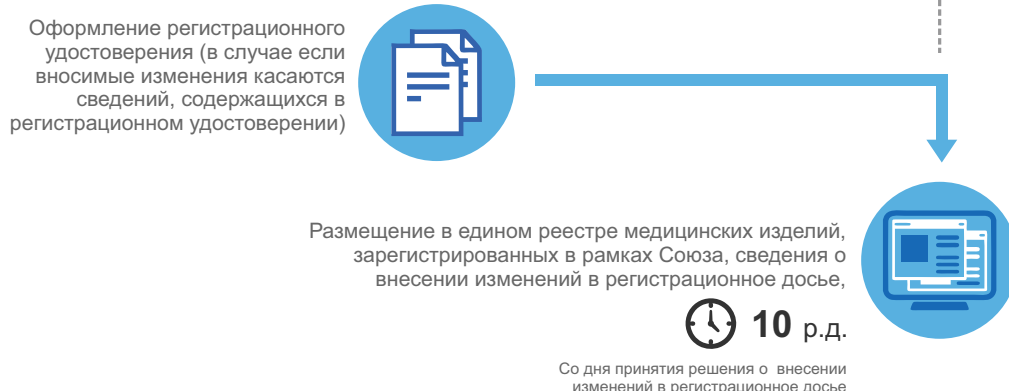 Оформление регистрационного
удостоверения (в случае если
вносимые изменения касаются
сведений, содержащихся в
регистрационном удостоверении)
Размещение в едином реестре медицинских изделий,
зарегистрированных в рамках Союза, сведения о
внесении изменений в регистрационное досье,
10 р.д.
Со дня принятия решения о внесении
изменений в регистрационное досье